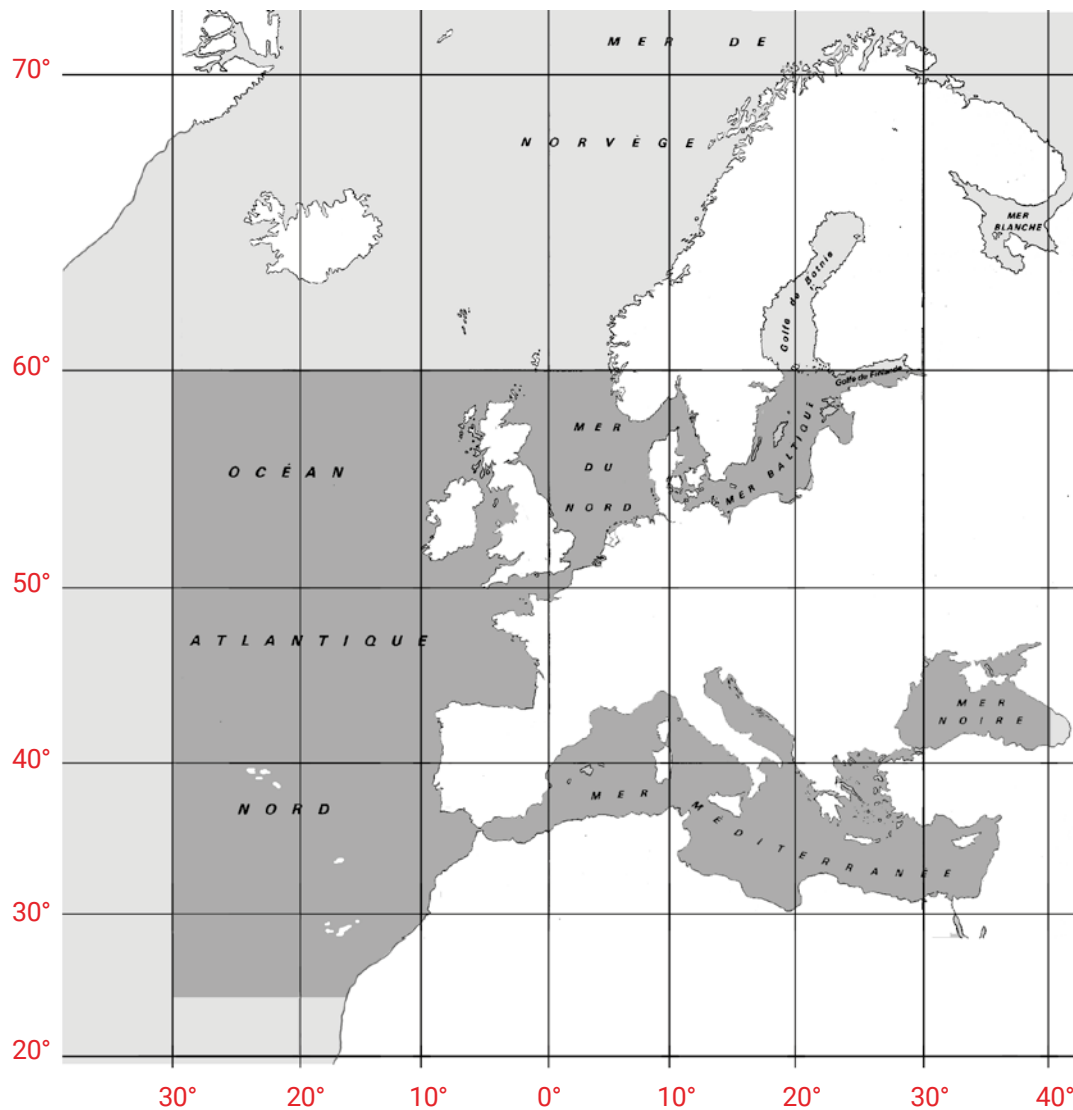 MER DE
70°
NORVÈGE
MER
BLANCHE
Golfe de Botnie
60°
Golfe du Finlande
MER
DU
NORD
OCÉAN
MER BALTIQUE
50°
ATLANTIQUE
MER
NOIRE
40°
NORD
MER MÉDITERRANÉE
30°
20°
30° 20° 10° 0° 10° 20° 30° 40°